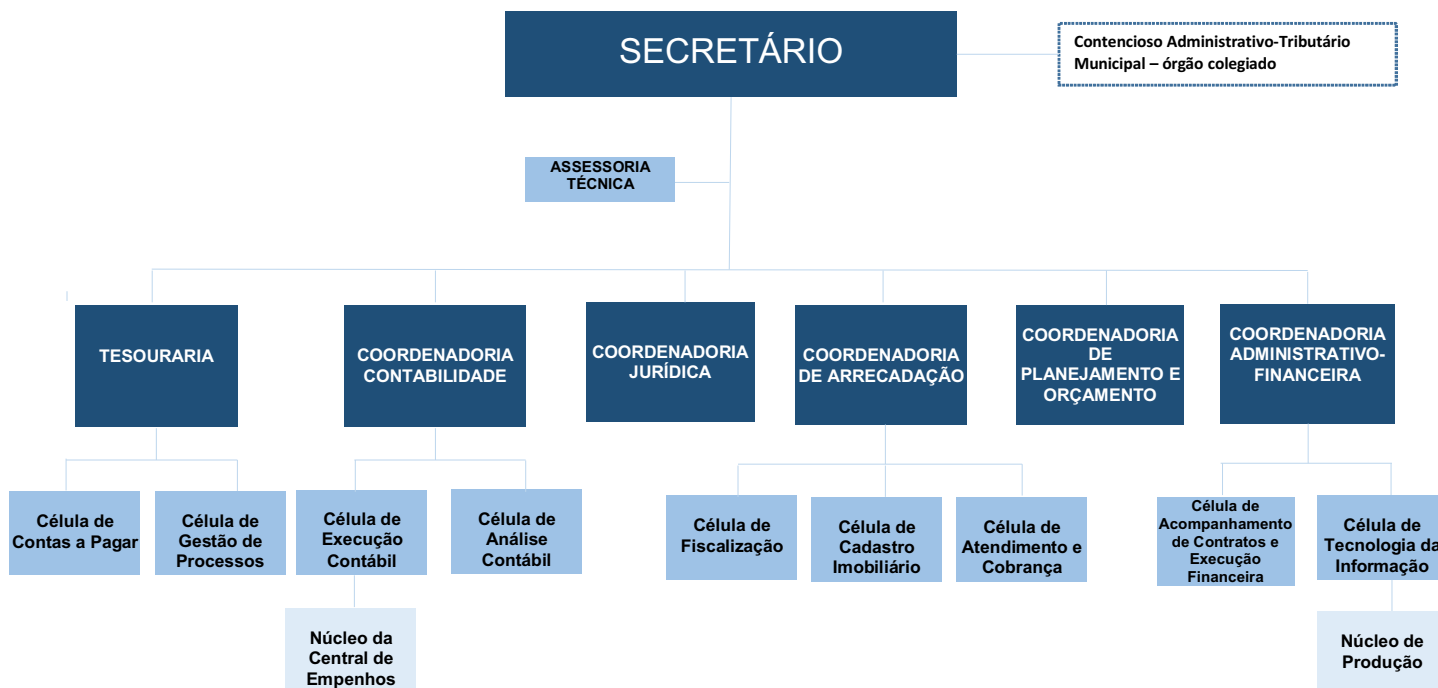 SECRETÁRIO
Contencioso Administrativo-Tributário
Municipal – órgão colegiado
ASSESSORIA
TÉCNICA
TESOURARIA
COORDENADORIA
CONTABILIDADE
COORDENADORIA
JURÍDICA
COORDENADORIA
DE ARRECADAÇÃO
COORDENADORIA
DE
PLANEJAMENTO E
ORÇAMENTO
COORDENADORIA
ADMINISTRATIVO-
FINANCEIRA
Célula de
Contas a Pagar
Célula de
Gestão de
Processos
Célula de
Execução
Contábil
Célula de
Análise
Contábil
Célula de
Fiscalização
Célula de
Cadastro
Imobiliário
Célula de
Atendimento e
Cobrança
Célula de
Acompanhamento
de Contratos e
Execução
Financeira
Célula de
Tecnologia da
Informação
Núcleo da
Central de
Empenhos
Núcleo de
Produção